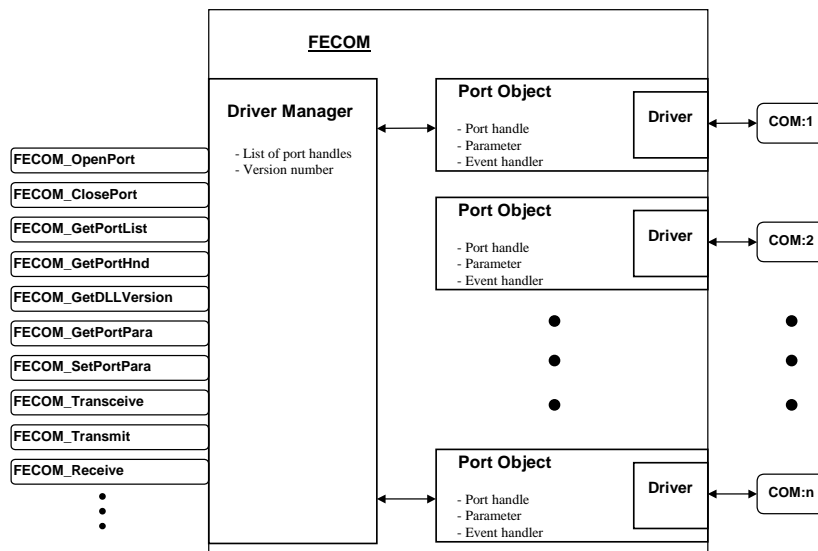 FECOM
Driver Manager
- List of port handles
- Version number
FECOM_OpenPort
FECOM_ClosePort
FECOM_GetPortList
FECOM_GetPortHnd
FECOM_GetDLLVersion
FECOM_GetPortPara
FECOM_SetPortPara
FECOM_Transceive
FECOM_Transmit
FECOM_Receive
Port Object
- Port handle
- Parameter
- Event handler
Driver
COM:1
Port Object
- Port handle
- Parameter
- Event handler
Driver
COM:2
Port Object
- Port handle
- Parameter
- Event handler
Driver
COM:n